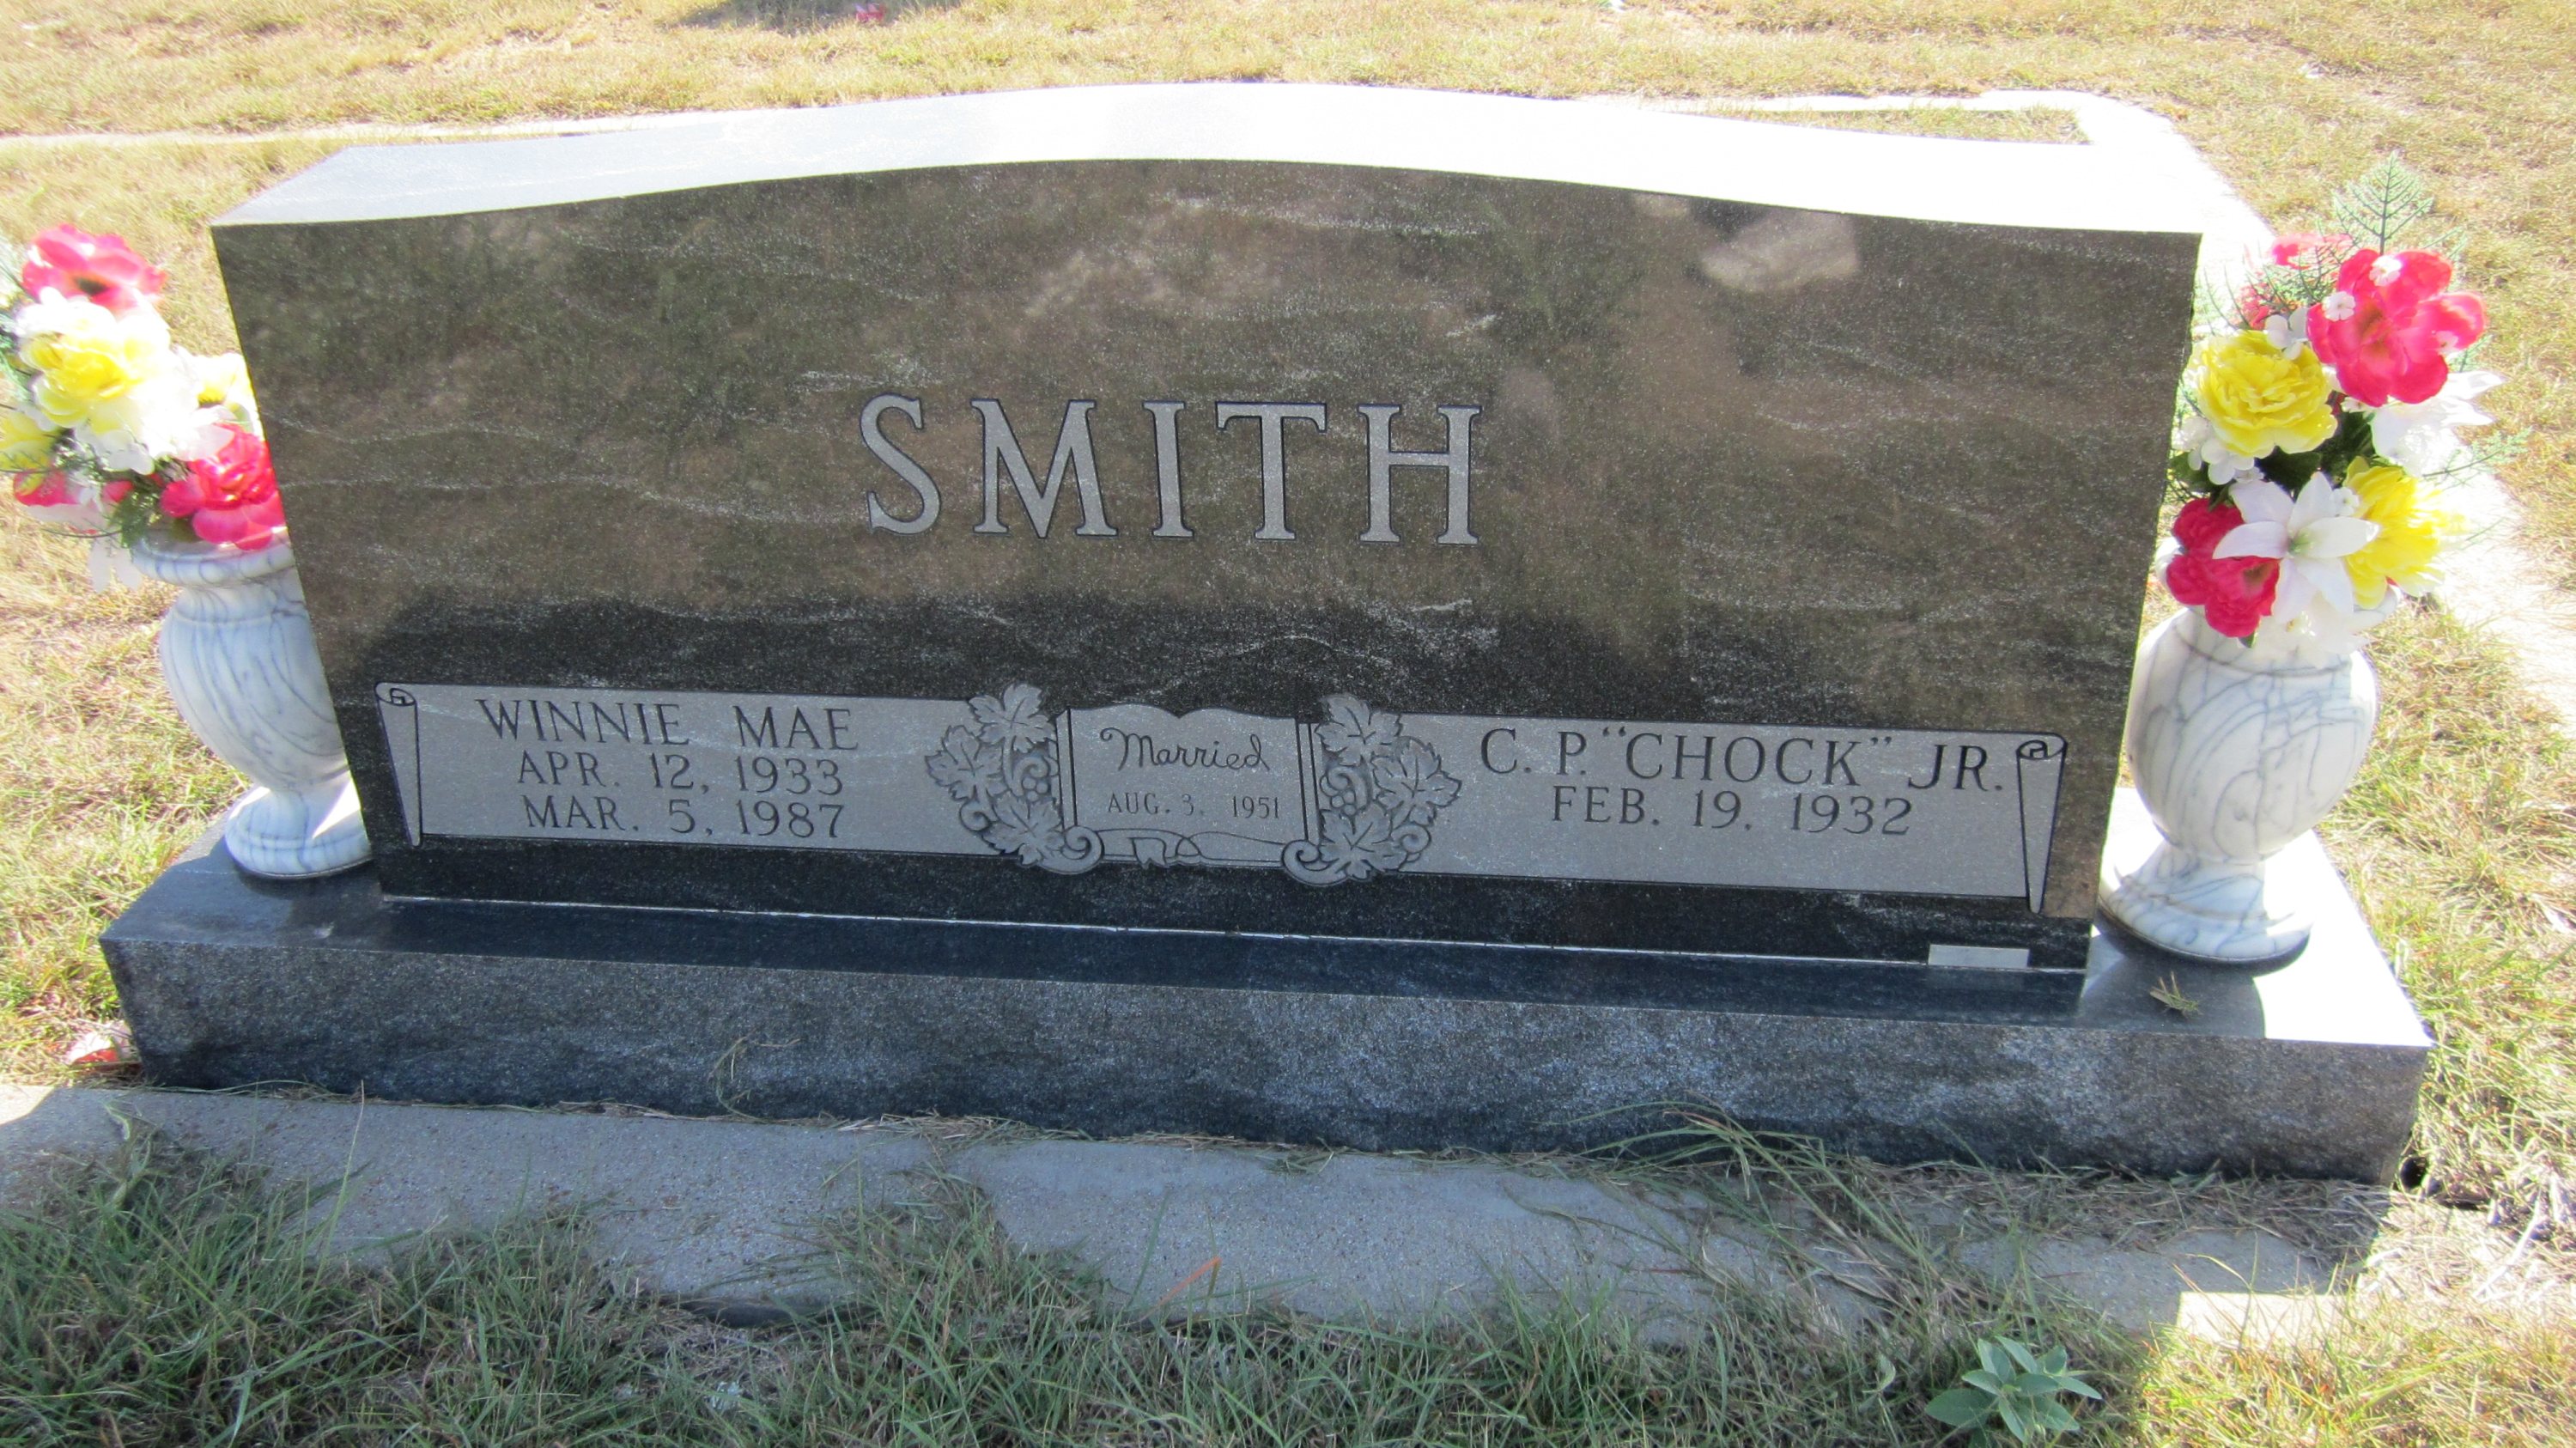 SMITH
WINNIE MAE
APR. 12, 1933
MAR. 5, 1987
Married
AUG. 3, 1951
C. P. "CHOCK" JR.
FEB. 19, 1932